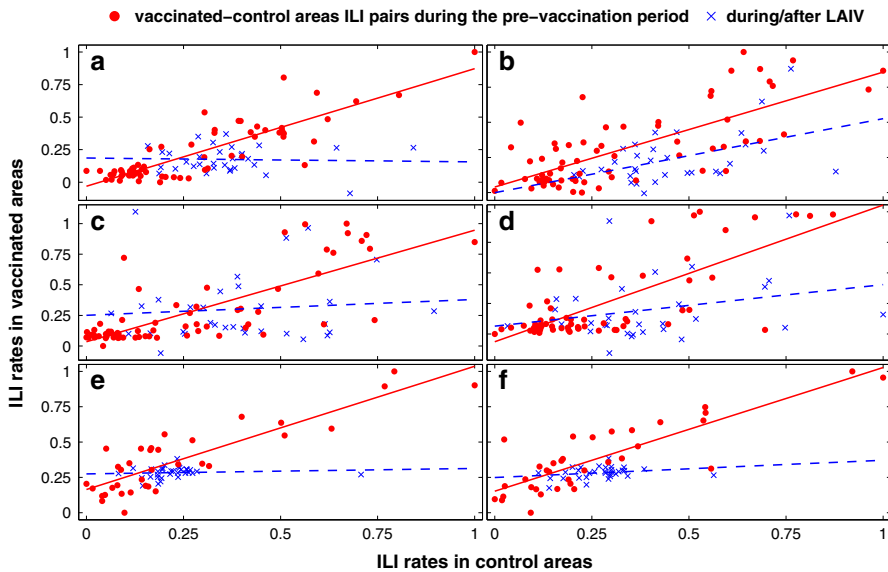 vaccinated-control areas ILI pairs during the pre-vaccination period during/after LAIV
a
b
1
0.75
0.5
0.25
0
c
d
1
0.75
0.5
0.25
0
e
f
1
0.75
0.5
0.25
0
0 0.25 0.5 0.75 1
0 0.25 0.5 0.75 1
ILI rates in vaccinated areas
ILI rates in control areas